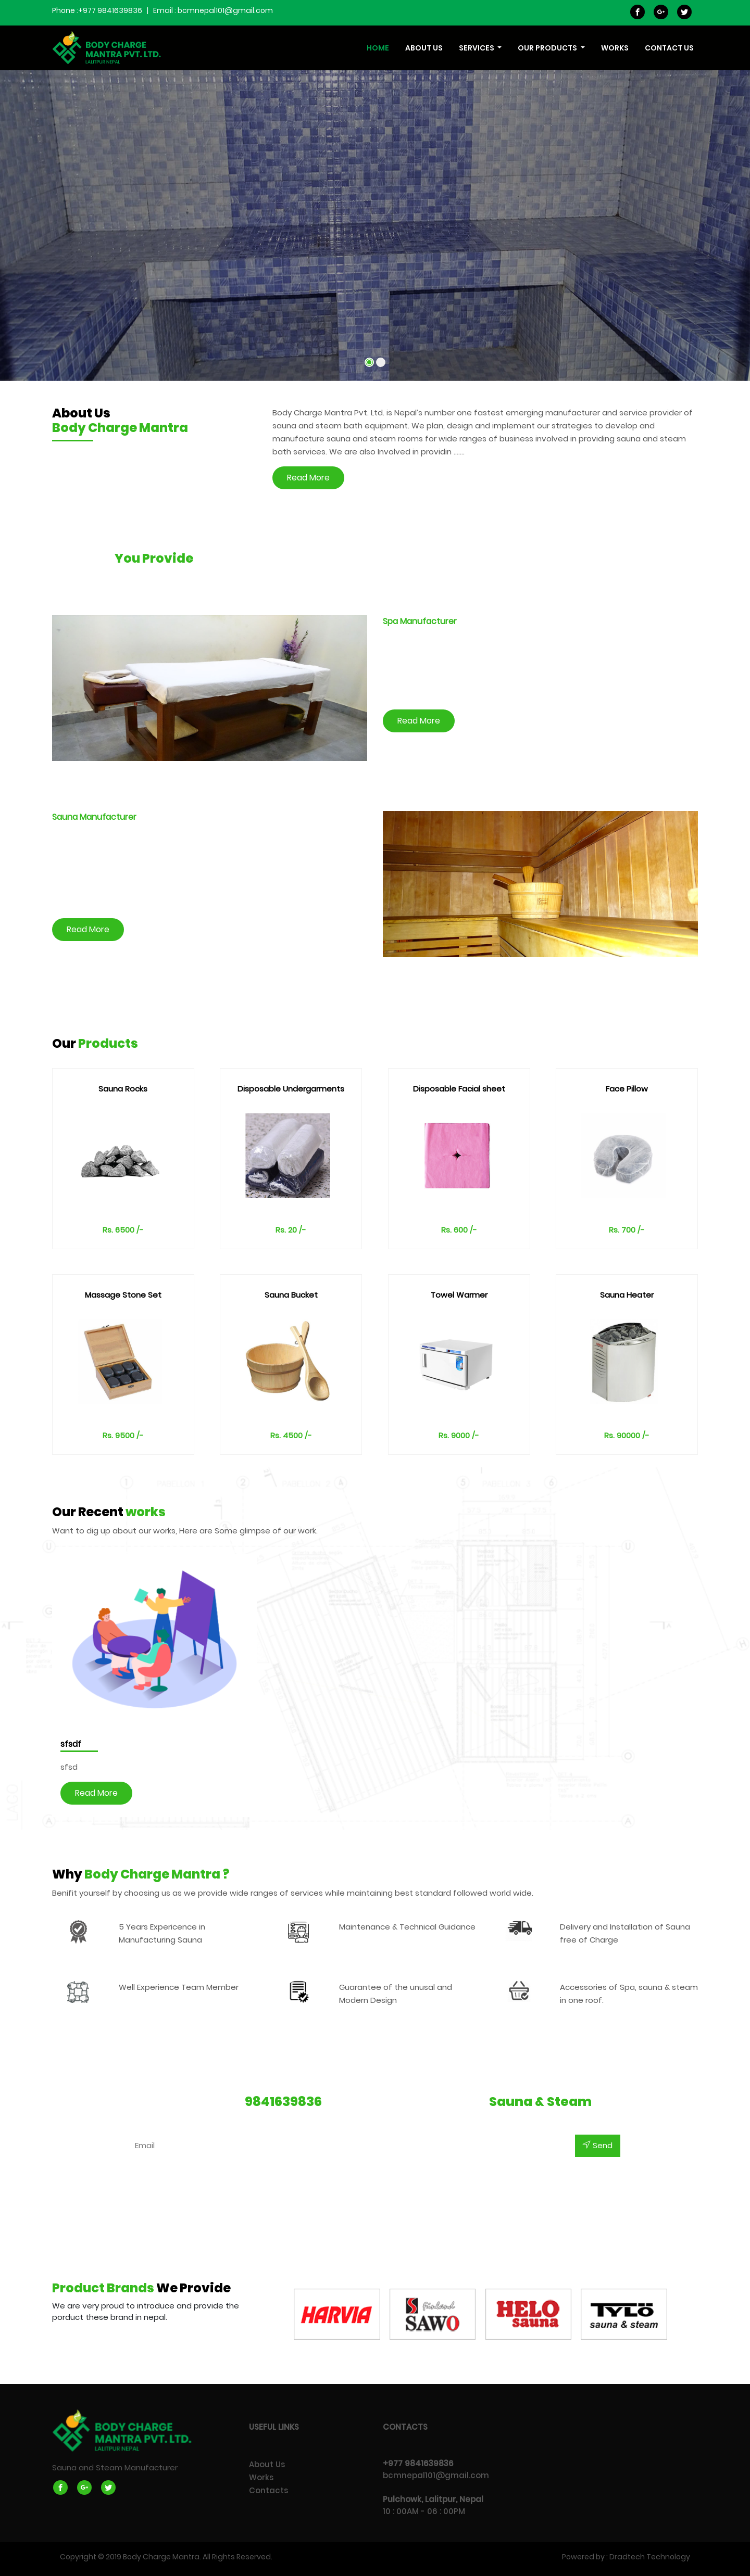 Phone :+977 9841639836 | Email : bcmnepal101@gmail.com
BODY CHARGE
MANTRA PVT. LTD.
LALITPUR NEPAL
HOME ABOUT US SERVICES OUR PRODUCTS WORKS CONTACT US
About Us
Body Charge Mantra
Body Charge Mantra Pvt. Ltd. is Nepal's number one fastest emerging manufacturer and service provider of
sauna and steam bath equipment. We plan, design and implement our strategies to develop and
manufacture sauna and steam rooms for wide ranges of business involved in providing sauna and steam
bath services. We are also Involved in providin ......
Read More
You Provide
Spa Manufacturer
Read More
Sauna Manufacturer
Read More
Our Products
Sauna Rocks
Disposable Undergarments
Disposable Facial sheet
Face Pillow
Rs. 6500 /-
Rs. 20 /-
Rs. 600 /-
Rs. 700 /-
Massage Stone Set
Sauna Bucket
Towel Warmer
Sauna Heater
Rs. 9500 /-
Rs. 4500 /-
Rs. 9000 /-
Rs. 90000 /-
Our Recent works
Want to dig up about our works, Here are Some glimpse of our work.
sfsdf
sfsd
Read More
Why Body Charge Mantra ?
Benifit yourself by choosing us as we provide wide ranges of services while maintaining best standard followed world wide.
5 Years Expericence in
Manufacturing Sauna
Maintenance & Technical Guidance
Delivery and Installation of Sauna
free of Charge
Well Experience Team Member
Guarantee of the unusal and
Modern Design
Accessories of Spa, sauna & steam
in one roof.
9841639836
Sauna & Steam
Email
Send
Product Brands We Provide
We are very proud to introduce and provide the
porduct these brand in nepal.
HARVIA
Finland
SAWO
HELO
sauna
TYLÖ
sauna & steam
BODY CHARGE
MANTRA PVT. LTD.
LALITPUR NEPAL
Sauna and Steam Manufacturer
USEFUL LINKS
About Us
Works
Contacts
CONTACTS
+977 9841639836
bcmnepal101@gmail.com
Pulchowk, Lalitpur, Nepal
10 : 00AM - 06 : 00PM
Copyright © 2019 Body Charge Mantra. All Rights Reserved.
Powered by : Dradtech Technology